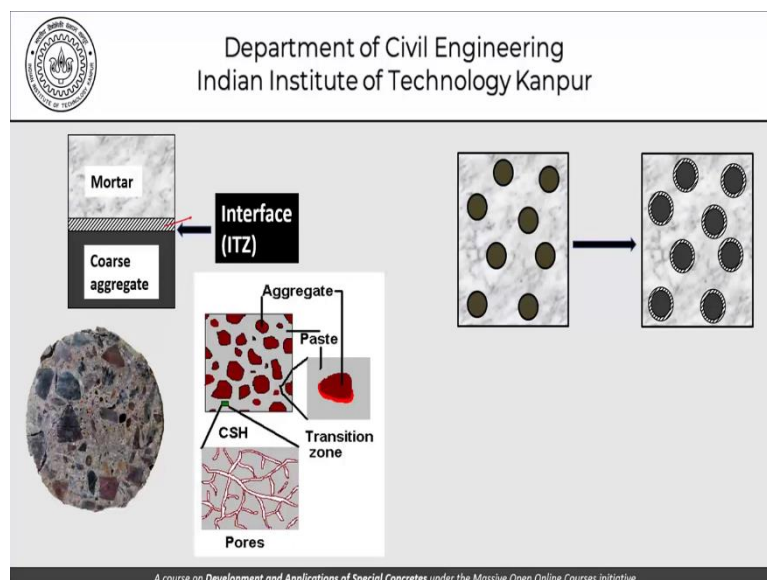 Department of Civil Engineering
Indian Institute of Technology Kanpur
Mortar
Interface
(ITZ)
Coarse
aggregate
Aggregate
Paste
CSH
Transition
zone
Pores
A course on Development and Applications of Special Concretes under the Massive Open Online Courses initiative